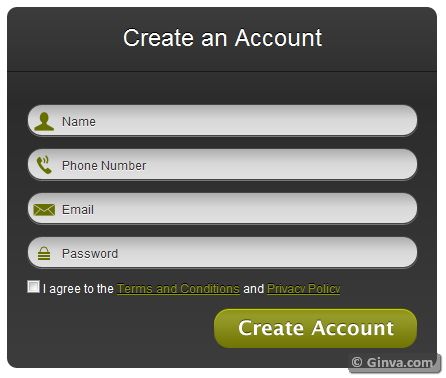 Create an Account
Name
Phone Number
Email
Password
I agree to the Terms and Conditions and Privacy Policy
Create Account
© Ginva.com